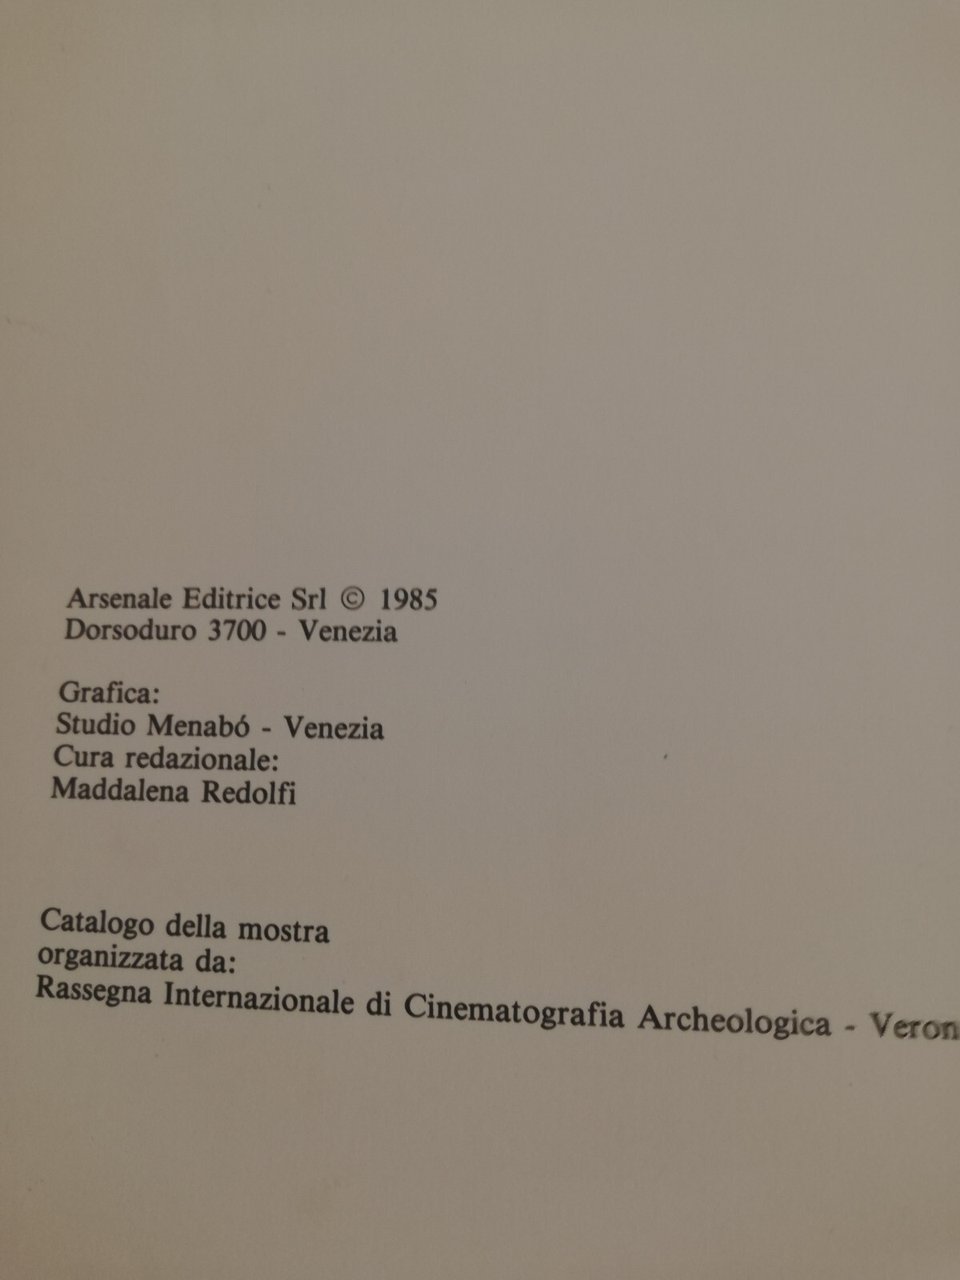 Arsenale Editrice Srl © 1985
Dorsoduro 3700 - Venezia
Grafica:
Studio Menabó - Venezia
Cura redazionale:
Maddalena Redolfi
Catalogo della mostra
organizzata da:
Rassegna Internazionale di Cinematografia Archeologica - Veron